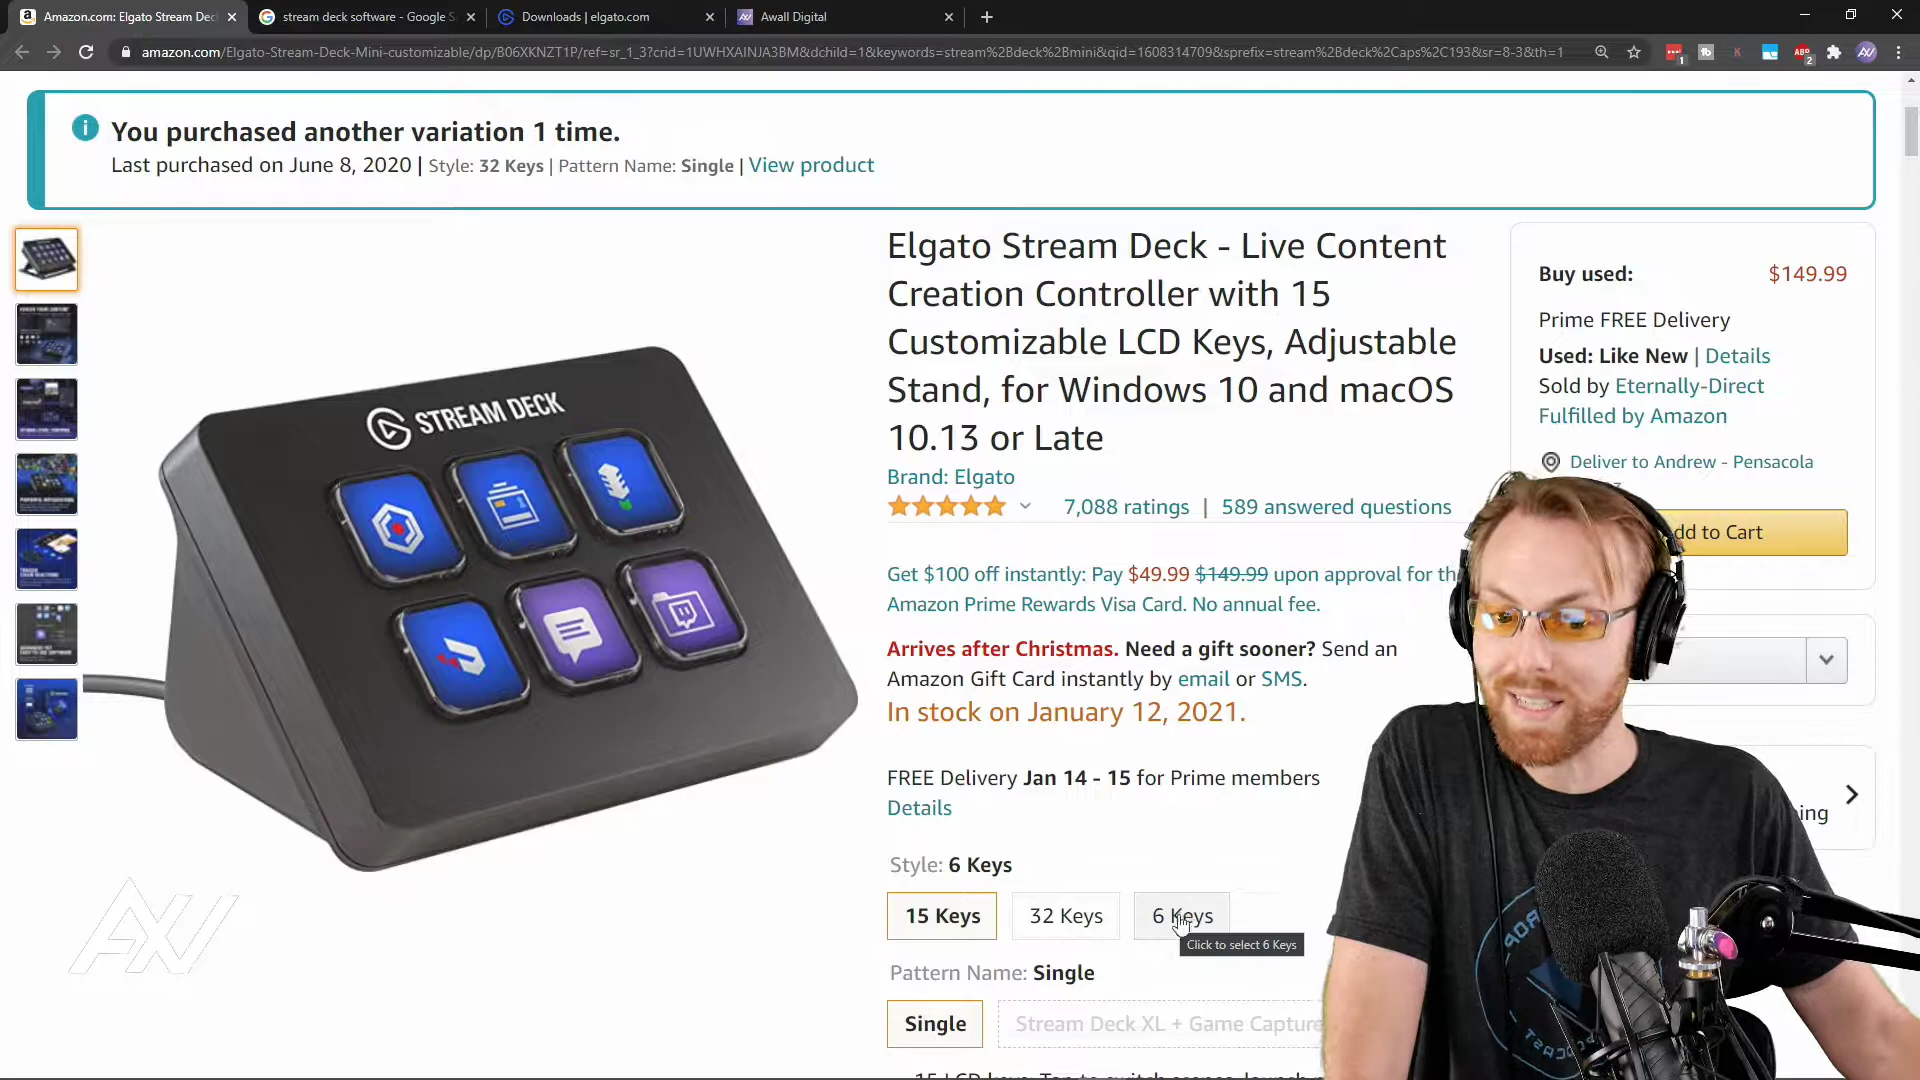 Amazon.com: Elgato Stream Dec
stream deck software - Google S
Downloads | elgato.com
Awall Digital
amazon.com/Elgato-Stream-Deck-Mini-customizable/dp/B06XKNZT1P/ref=sr_1_3?crid=1UWHXAINJA3BM&dchild=1&keywords=stream%2Bdeck%2Bmini&qid=1608314709&sprefix=stream%2Bdeck%2Caps%2C193&sr=8-3&th=1
You purchased another variation 1 time.
Last purchased on June 8, 2020 | Style: 32 Keys | Pattern Name: Single | View product
STREAM DECK
Elgato Stream Deck - Live Content
Creation Controller with 15
Customizable LCD Keys, Adjustable
Stand, for Windows 10 and macOS
10.13 or Late
Brand: Elgato
7,088 ratings | 589 answered questions
Get $100 off instantly: Pay $49.99 $149.99 upon approval for th
Amazon Prime Rewards Visa Card. No annual fee.
Arrives after Christmas. Need a gift sooner? Send an
Amazon Gift Card instantly by email or SMS.
In stock on January 12, 2021.
FREE Delivery Jan 14 - 15 for Prime members
Details
Style: 6 Keys
15 Keys
32 Keys
6 Keys
Click to select 6 Keys
Pattern Name: Single
Single
Stream Deck XL + Game Capture
Buy used: $149.99
Prime FREE Delivery
Used: Like New | Details
Sold by Eternally-Direct
Fulfilled by Amazon
Deliver to Andrew - Pensacola
dd to Cart
ing
AW